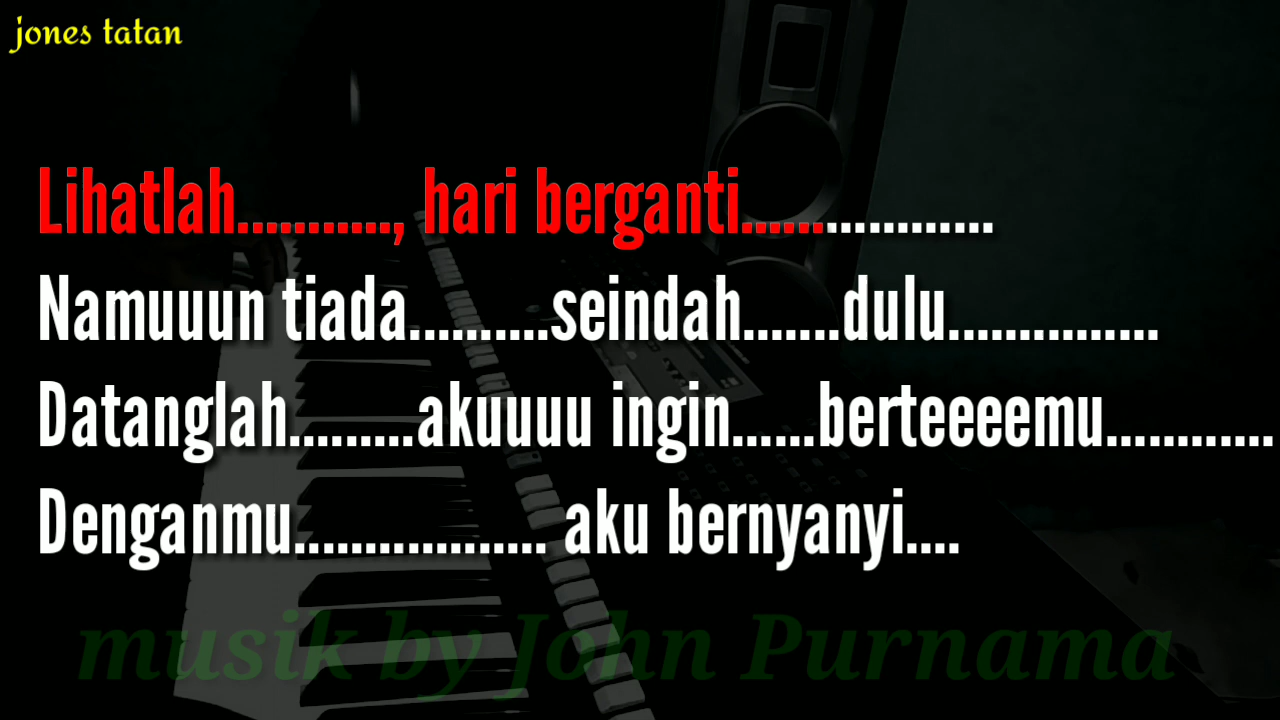 jones tatan
Lihatlah..........., hari berganti..................
Namuuun tiada..........seindah.......dulu...............
Datanglah.........akuuuu ingin......berteeeemu............
Denganmu.................. aku bernyanyi....
musik by John Purnama